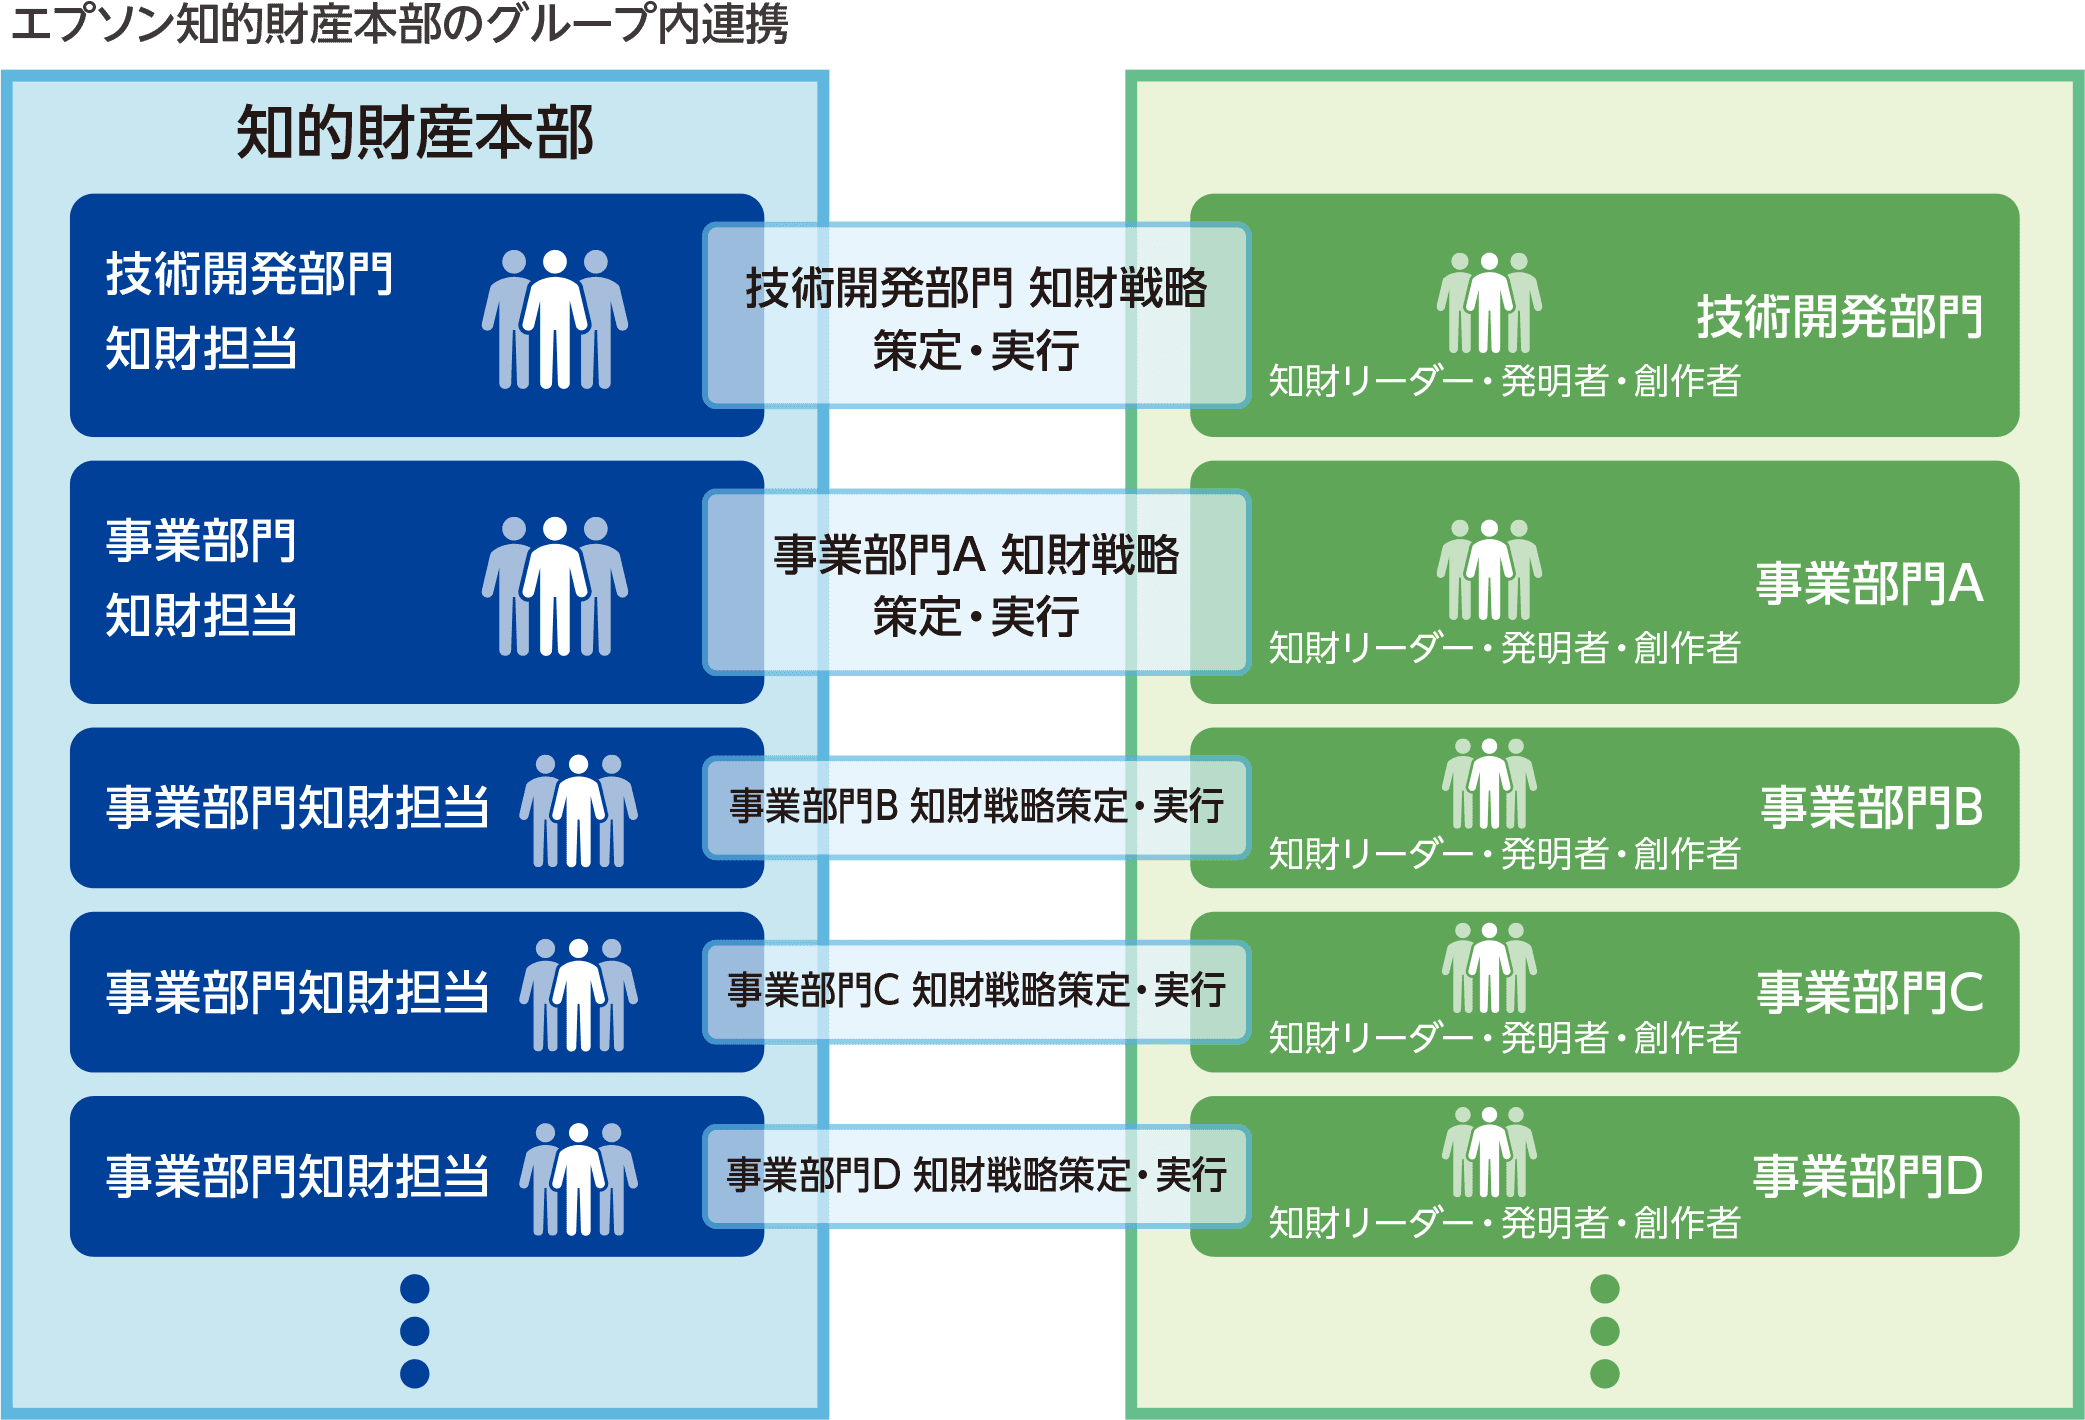 エプソン知的財産本部のグループ内連携
知的財産本部
技術開発部門
知財担当
技術開発部門 知財戦略
策定・実行
技術開発部門
知財リーダー・発明者・創作者
事業部門
知財担当
事業部門A 知財戦略
策定・実行
事業部門A
知財リーダー・発明者・創作者
事業部門知財担当
事業部門B 知財戦略策定・実行
事業部門B
知財リーダー・発明者・創作者
事業部門知財担当
事業部門C 知財戦略策定・実行
事業部門C
知財リーダー・発明者・創作者
事業部門知財担当
事業部門D 知財戦略策定・実行
事業部門D
知財リーダー・発明者・創作者